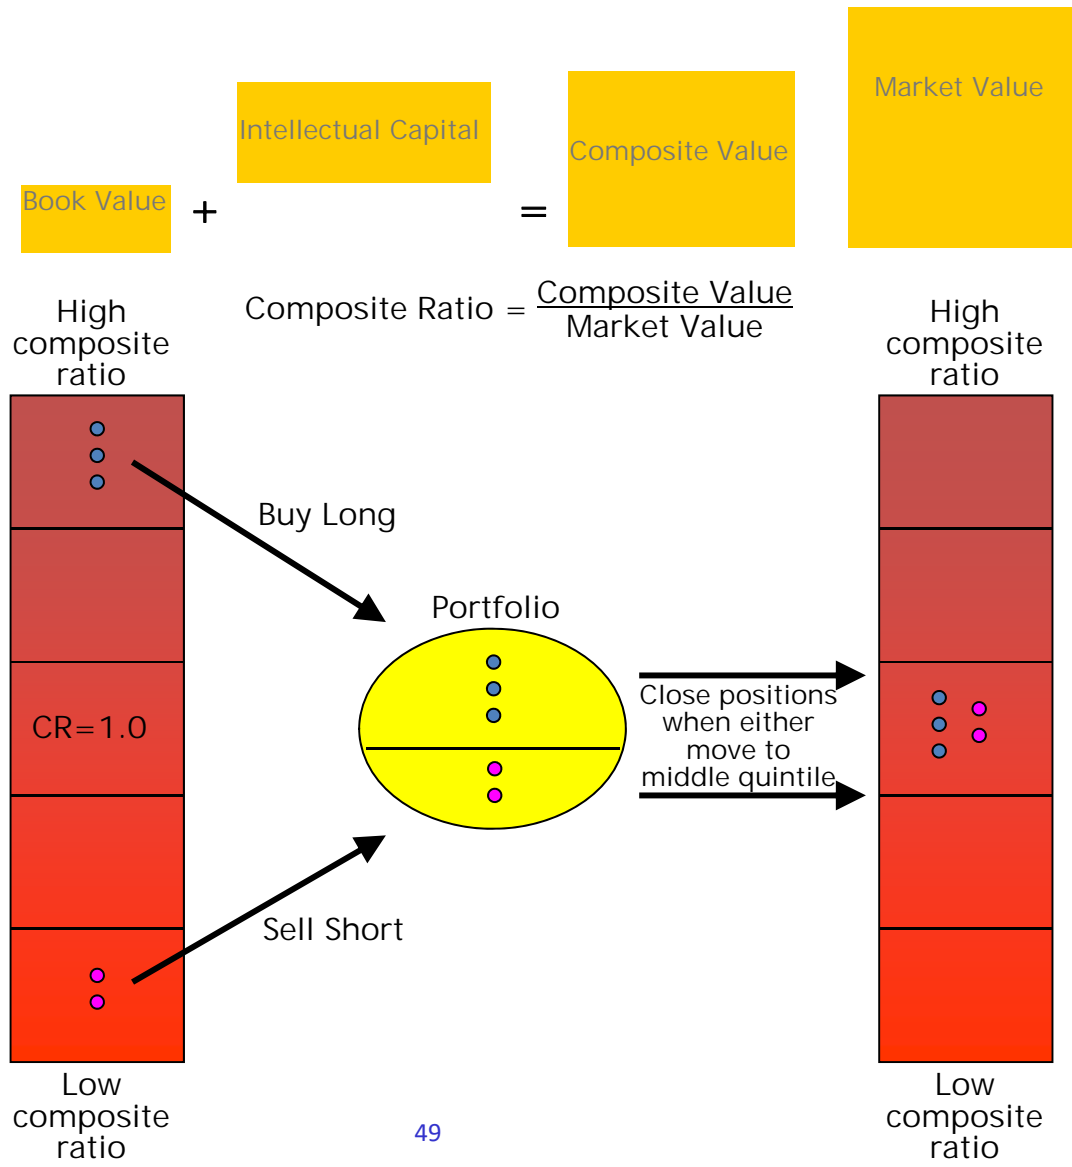 Market Value
Intellectual Capital
Composite Value
Book Value
+
=
Composite Ratio = Composite Value
Market Value
High
composite
ratio
High
composite
ratio
Buy Long
Portfolio
CR=1.0
Close positions
when either
move to
middle quintile
Sell Short
Low
composite
ratio
Low
composite
ratio
49